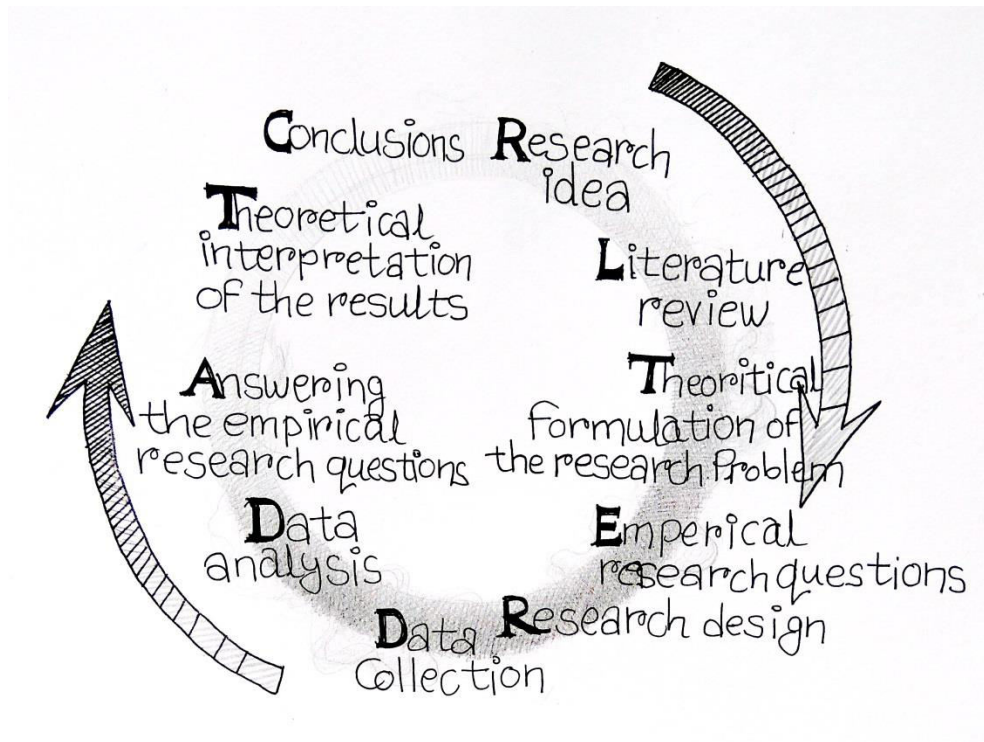 Conclusions
Research
idea
Literature
review
Theoritical
formulation of
the research Problem
Emperical
research questions
Research design
Data
Collection
Data
analysis
Answering
the empirical
research questions
Theoretical
interpretation
of the results